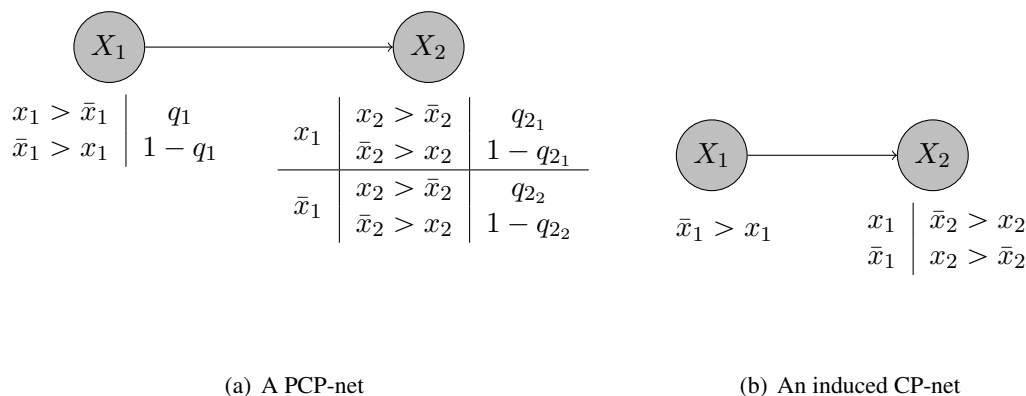 X₁ X₂
x₁ > x̄₁ q₁
x̄₁ > x₁ 1 − q₁
x₁ x₂ > x̄₂ q₂₁
x̄₂ > x₂ 1 − q₂₁
x̄₁ x₂ > x̄₂ q₂₂
x̄₂ > x₂ 1 − q₂₂
(a) A PCP-net
X₁ X₂
x̄₁ > x₁
x₁ x̄₂ > x₂
x̄₁ x₂ > x̄₂
(b) An induced CP-net